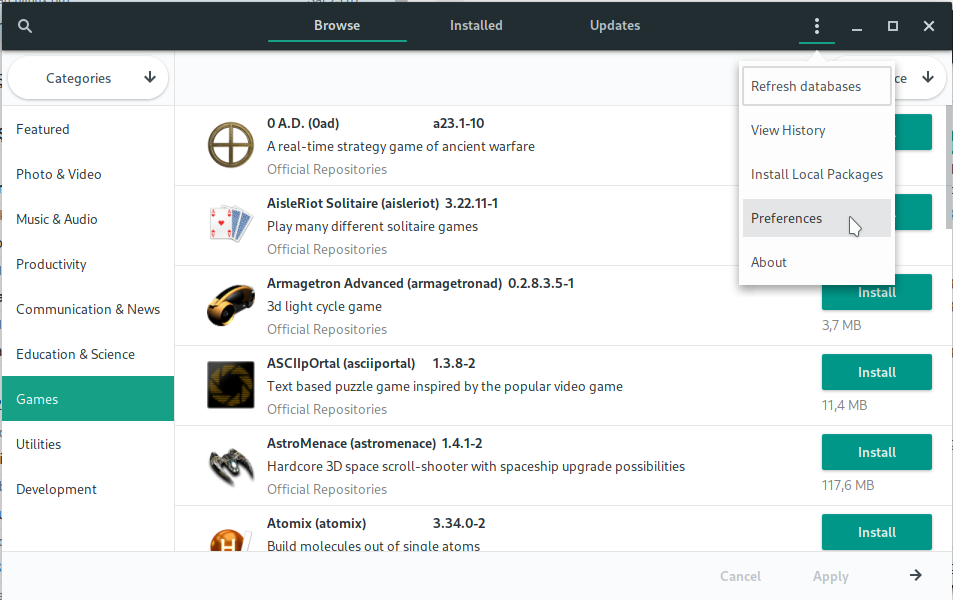 Browse
Installed
Updates
Categories
ce
Refresh databases
View History
Install Local Packages
Preferences
About
Featured
Photo & Video
Music & Audio
Productivity
Communication & News
Education & Science
Games
Utilities
Development
0 A.D. (0ad) a23.1-10
A real-time strategy game of ancient warfare
Official Repositories
AisleRiot Solitaire (aisleriot) 3.22.11-1
Play many different solitaire games
Official Repositories
Armagetron Advanced (armagetronad) 0.2.8.3.5-1
3d light cycle game
Official Repositories
Install
3,7 MB
ASCIIpOrtal (asciiportal) 1.3.8-2
Text based puzzle game inspired by the popular video game
Official Repositories
Install
11,4 MB
AstroMenace (astromenace) 1.4.1-2
Hardcore 3D space scroll-shooter with spaceship upgrade possibilities
Official Repositories
Install
117,6 MB
Atomix (atomix) 3.34.0-2
Build molecules out of single atoms
Install
Cancel
Apply